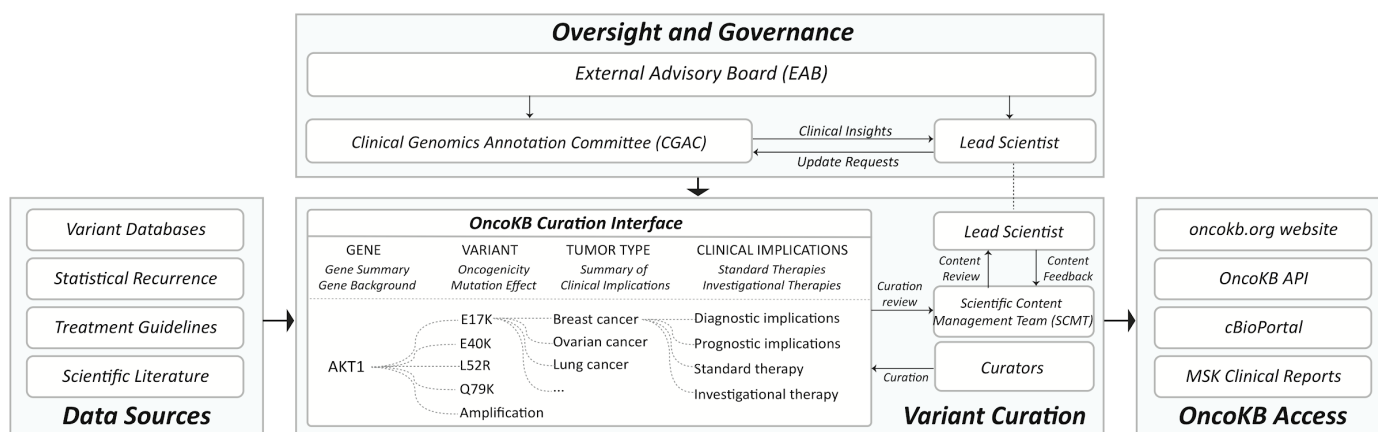 Oversight and Governance
External Advisory Board (EAB)
Clinical Genomics Annotation Committee (CGAC)
Clinical Insights
Update Requests
Lead Scientist
Variant Databases
Statistical Recurrence
Treatment Guidelines
Scientific Literature
Data Sources
OncoKB Curation Interface
GENE
Gene Summary
Gene Background
VARIANT
Oncogenicity
Mutation Effect
TUMOR TYPE
Summary of
Clinical Implications
CLINICAL IMPLICATIONS
Standard Therapies
Investigational Therapies
AKT1
E17K
E40K
L52R
Q79K
Amplification
Breast cancer
Ovarian cancer
Lung cancer
...
Diagnostic implications
Prognostic implications
Standard therapy
Investigational therapy
Curation
review
Curation
Lead Scientist
Content
Review
Content
Feedback
Scientific Content
Management Team (SCMT)
Curators
Variant Curation
oncokb.org website
OncoKB API
cBioPortal
MSK Clinical Reports
OncoKB Access